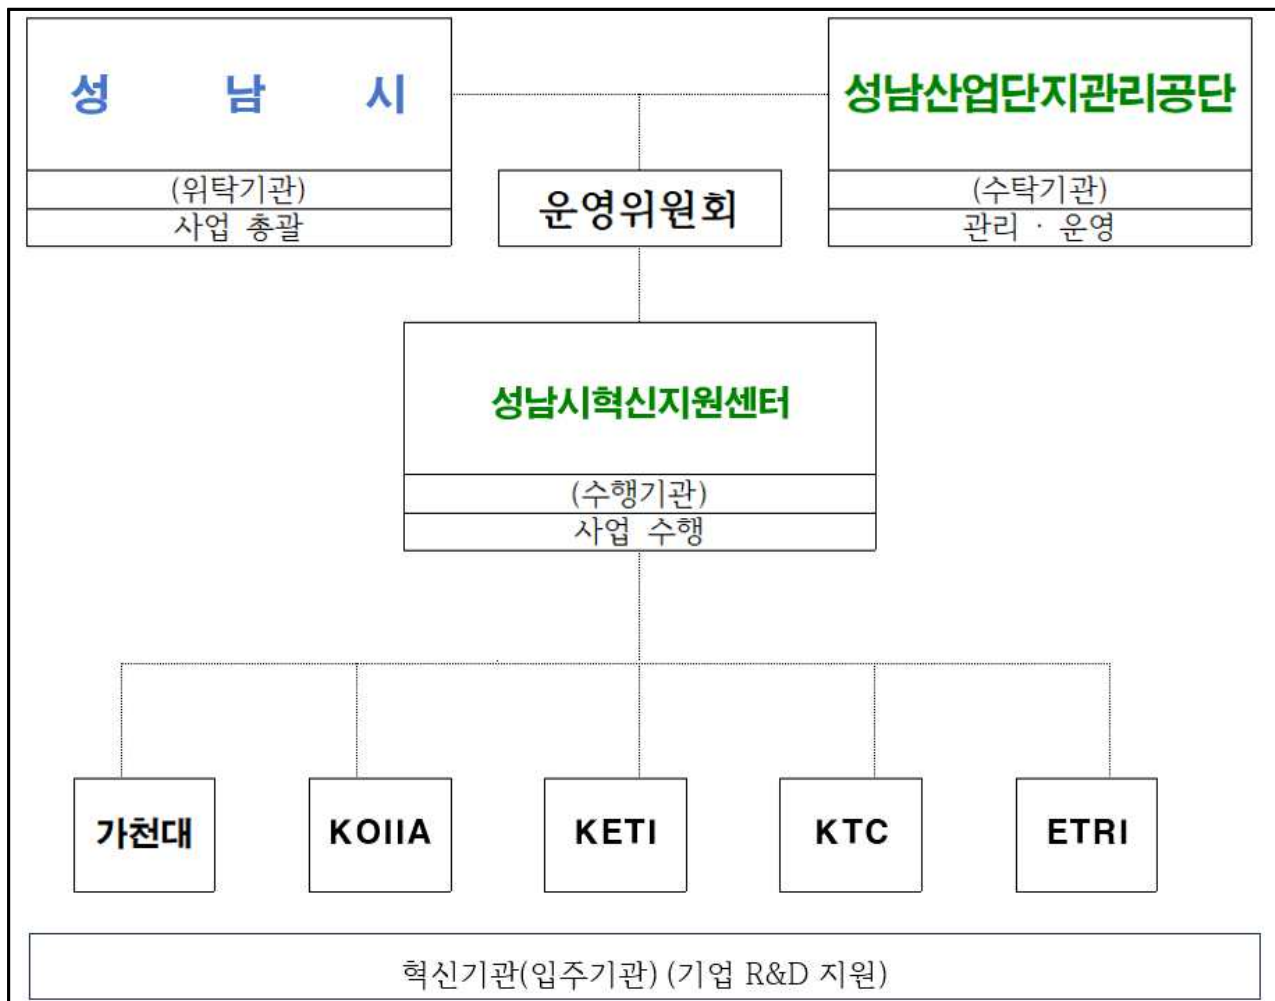 성 남 시
성남산업단지관리공단
(위탁기관)
(수탁기관)
운영위원회
사업 총괄
관리 · 운영
성남시혁신지원센터
(수행기관)
사업 수행
가천대
KOIIA
KETI
KTC
ETRI
혁신기관(입주기관) (기업 R&D 지원)